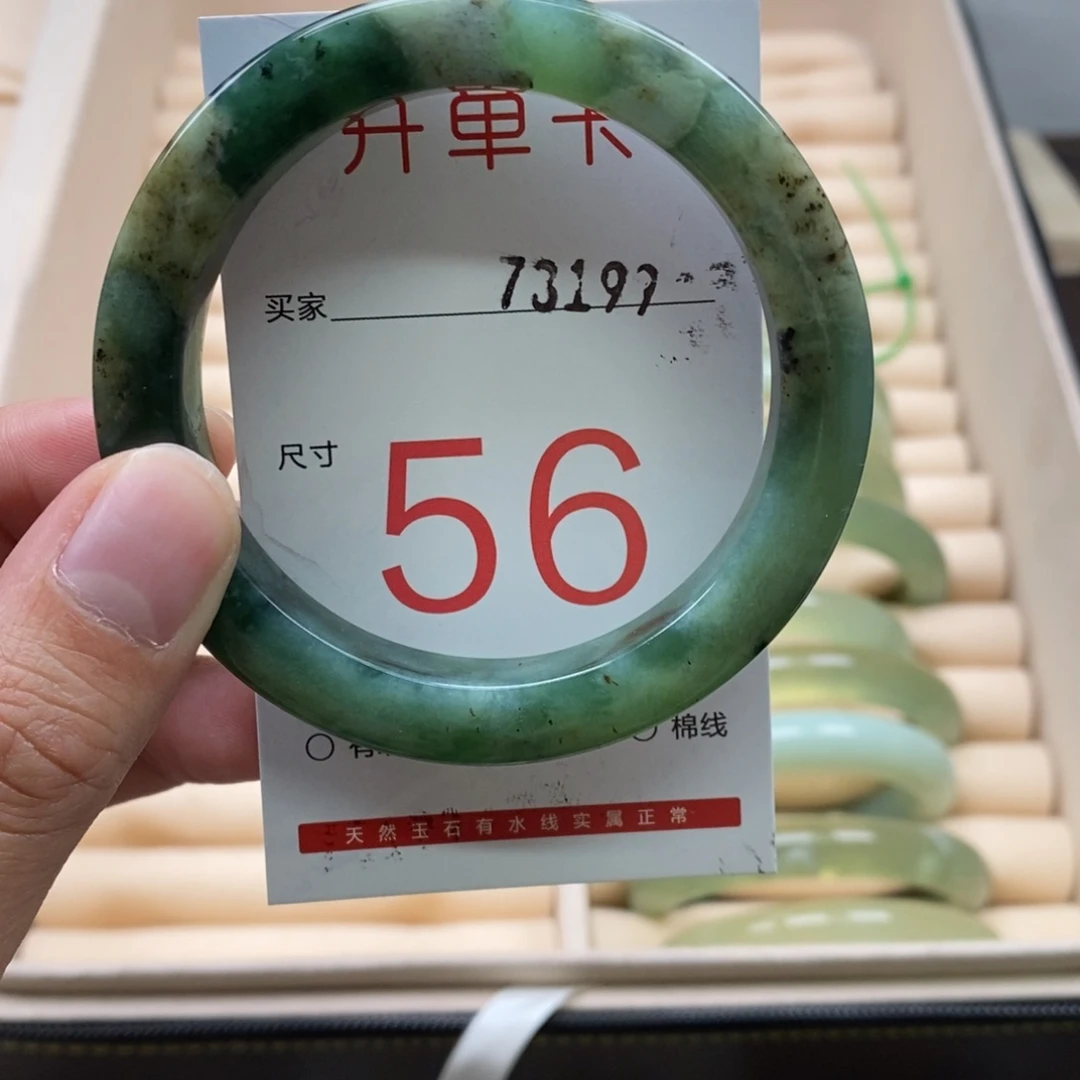 开单卡
买家 73197
尺寸 56
棉线
天然玉石有水线实属正常